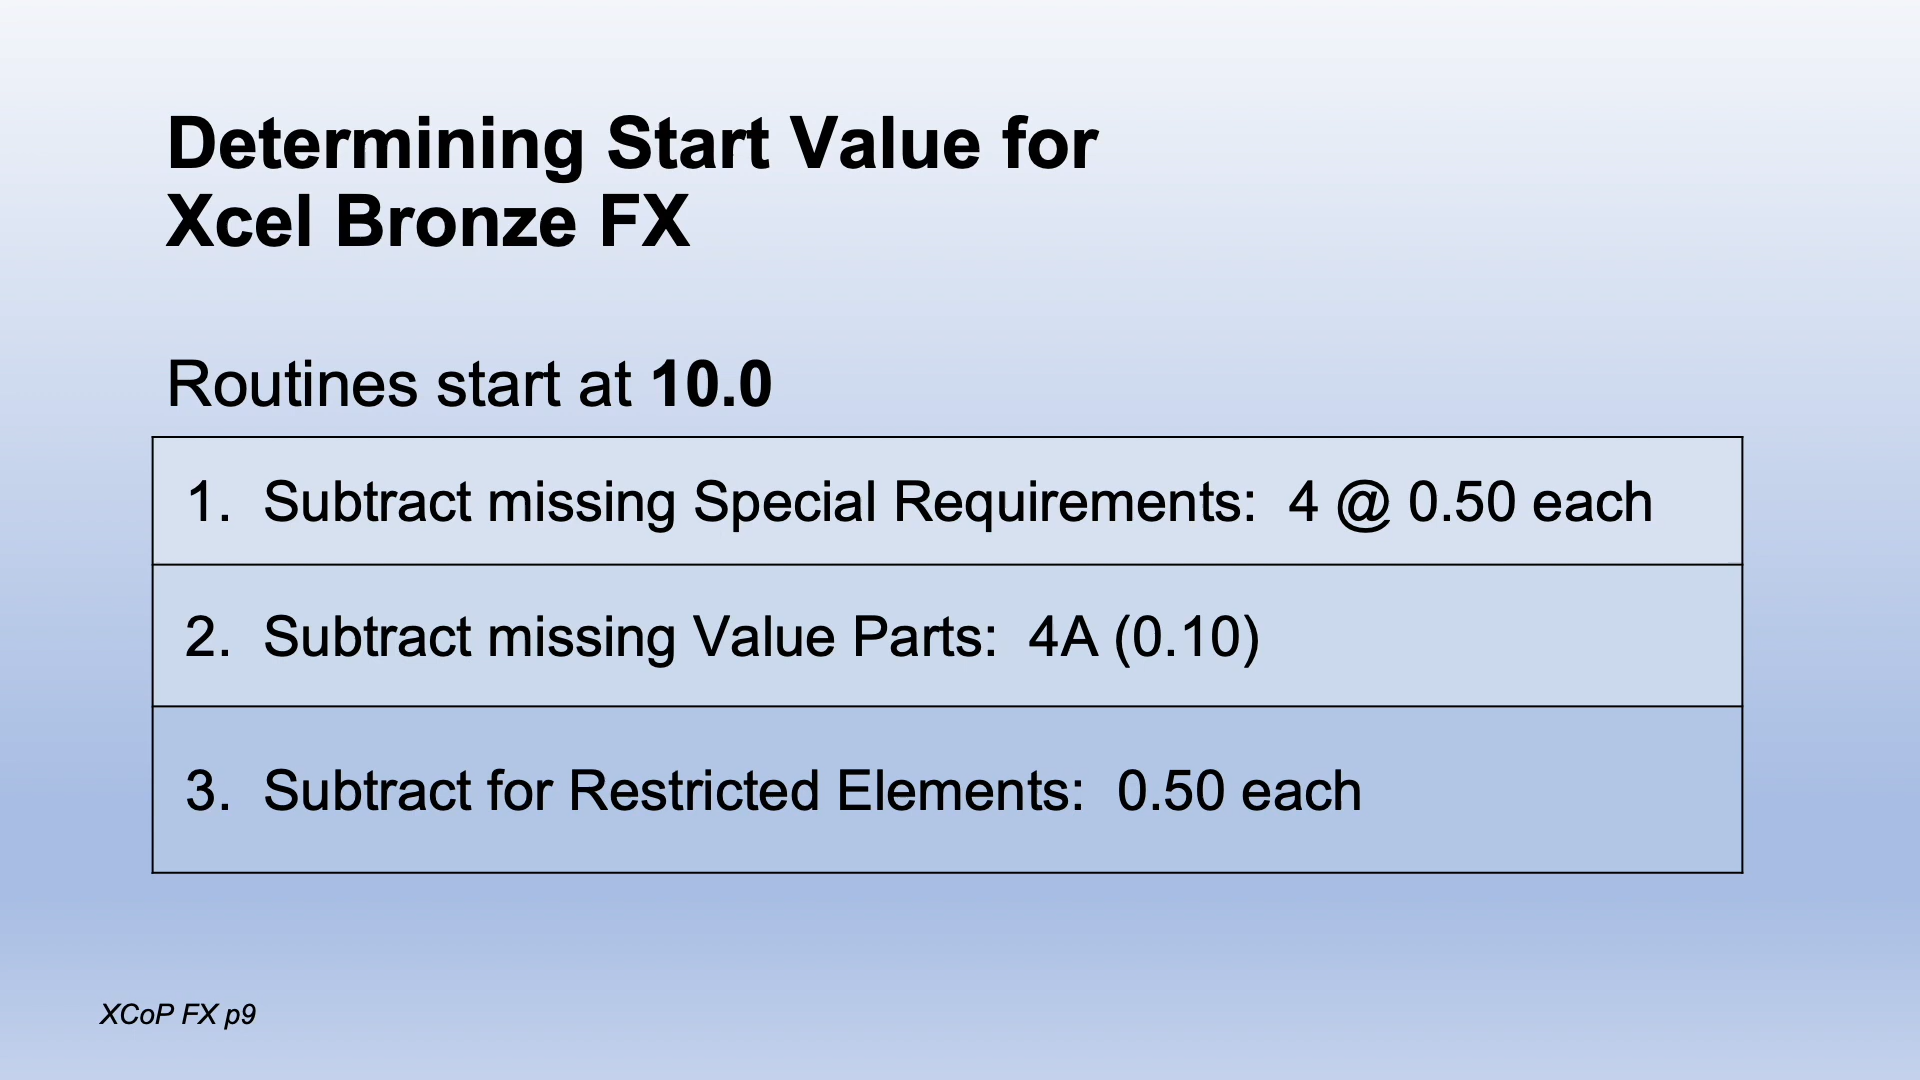 Determining Start Value for
Xcel Bronze FX
Routines start at 10.0
1. Subtract missing Special Requirements: 4 @ 0.50 each
2. Subtract missing Value Parts: 4A (0.10)
3. Subtract for Restricted Elements: 0.50 each
XCoP FX p9